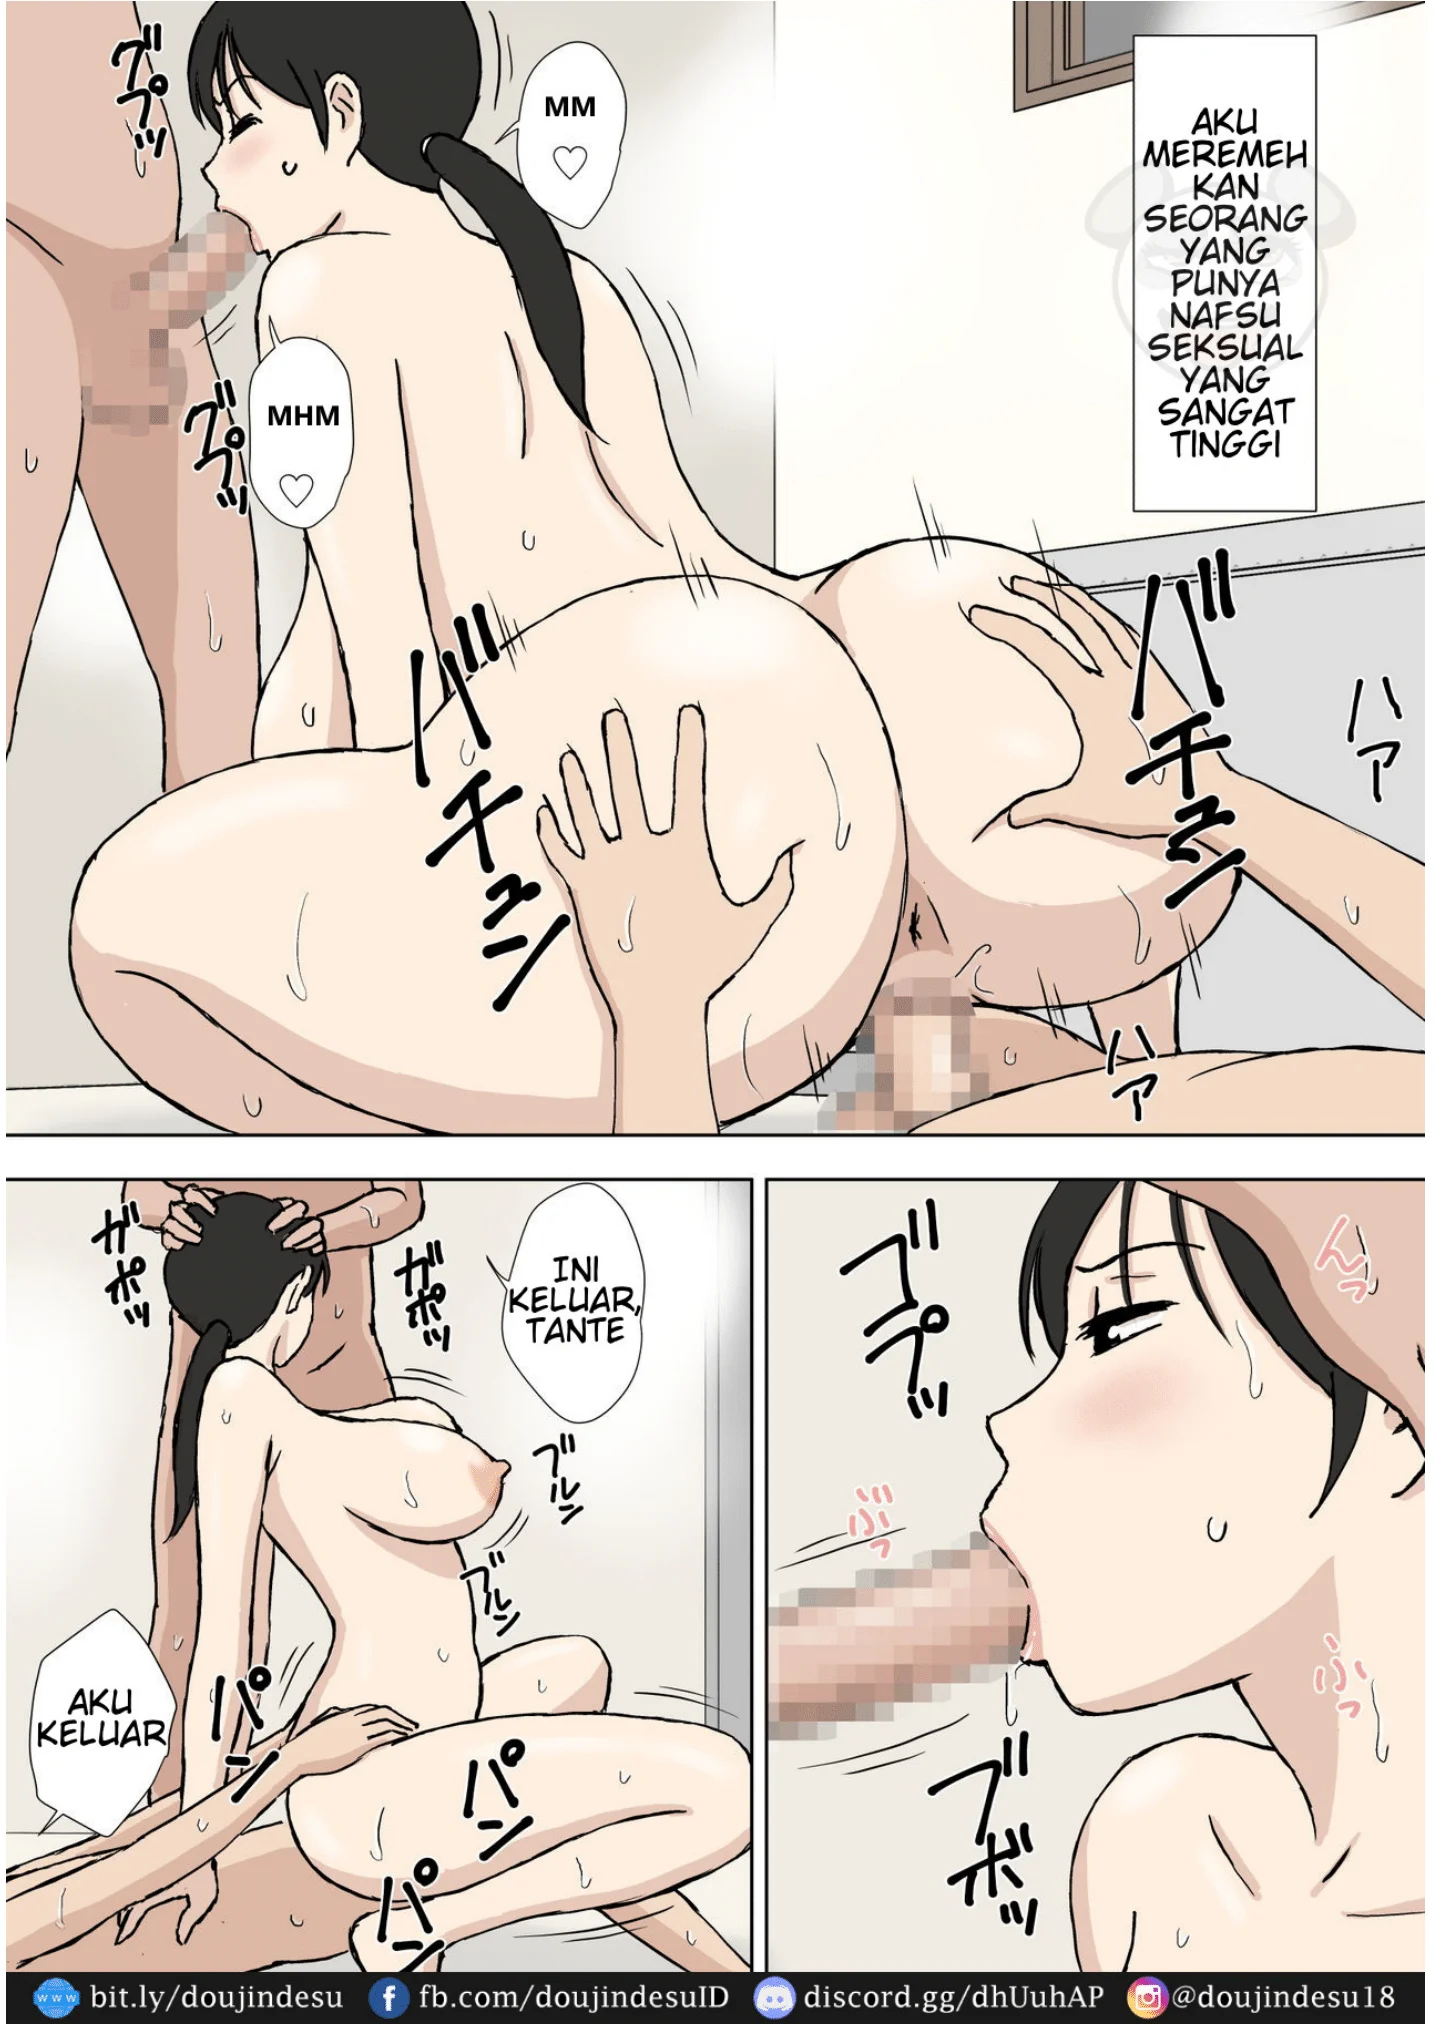 グプッ
MM
♡
AKU
MEREMEH
KAN
SEORANG
YANG
PUNYA
NAFSU
SEKSUAL
YANG
SANGAT
TINGGI
MHM
♡
グプッ
バチュン
バチュン
ハァ
ハァ
ガポッ
ガポッ
INI
KELUAR,
TANTE
ブルン
ブルン
AKU
KELUAR
パン
パン
パン
ゴプッ
んっ
ぶっ
ふっ
ブボッ
bit.ly/doujindesu
fb.com/doujindesuID
discord.gg/dhUuhAP
@doujindesu18